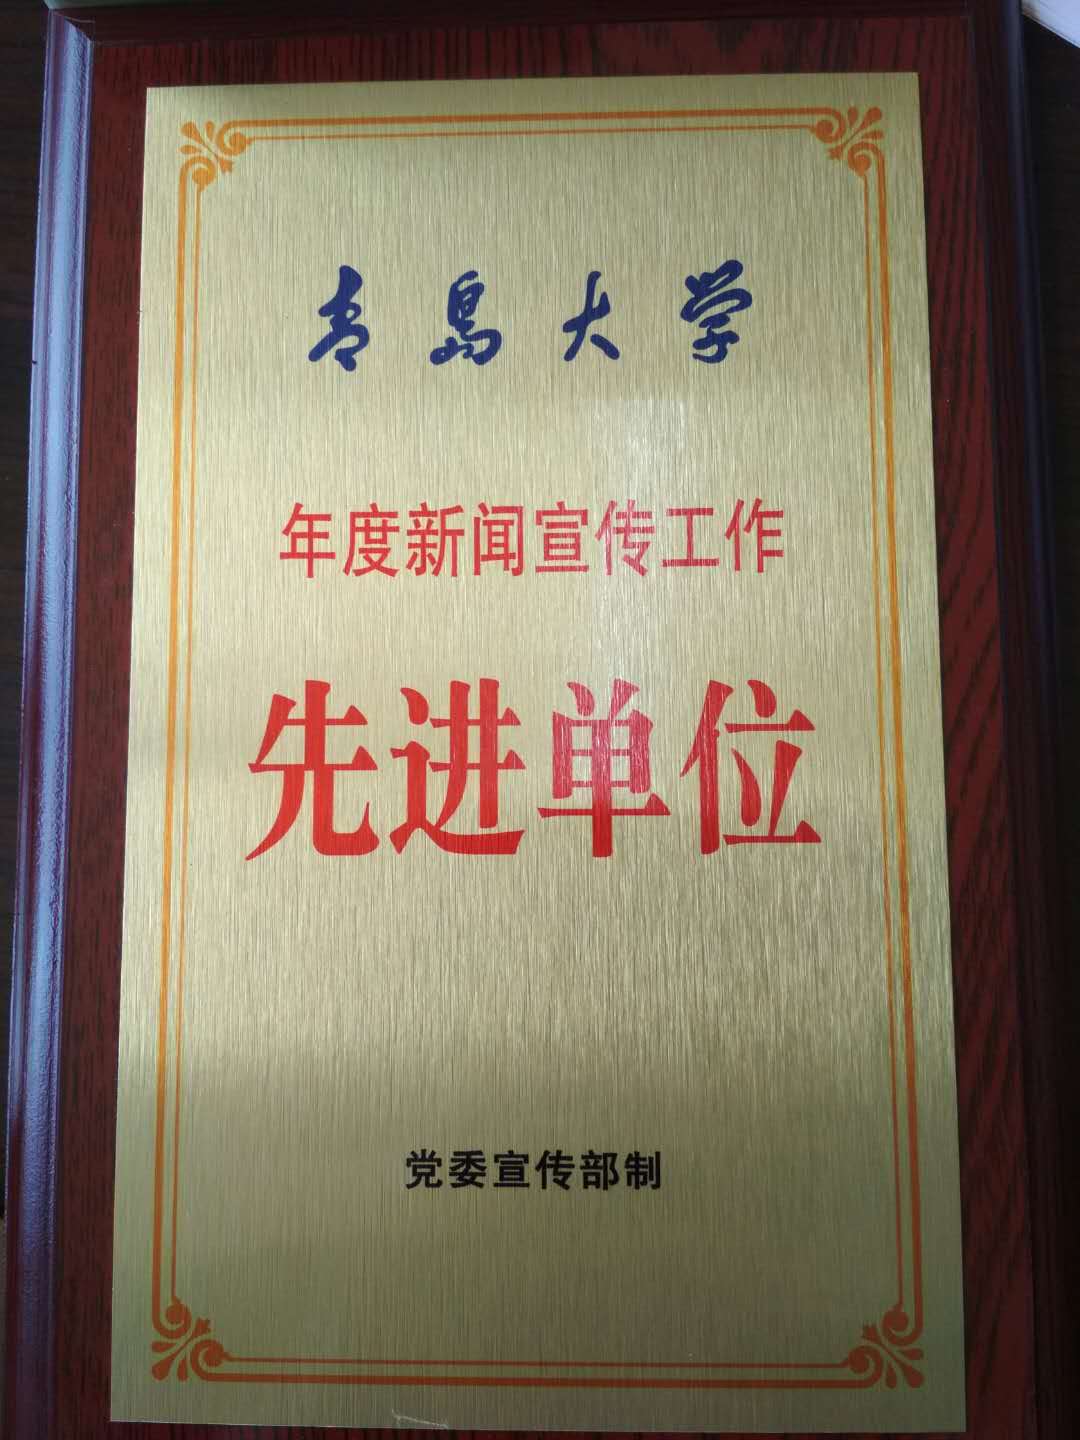 青岛大学
年度新闻宣传工作
先进单位
党委宣传部制